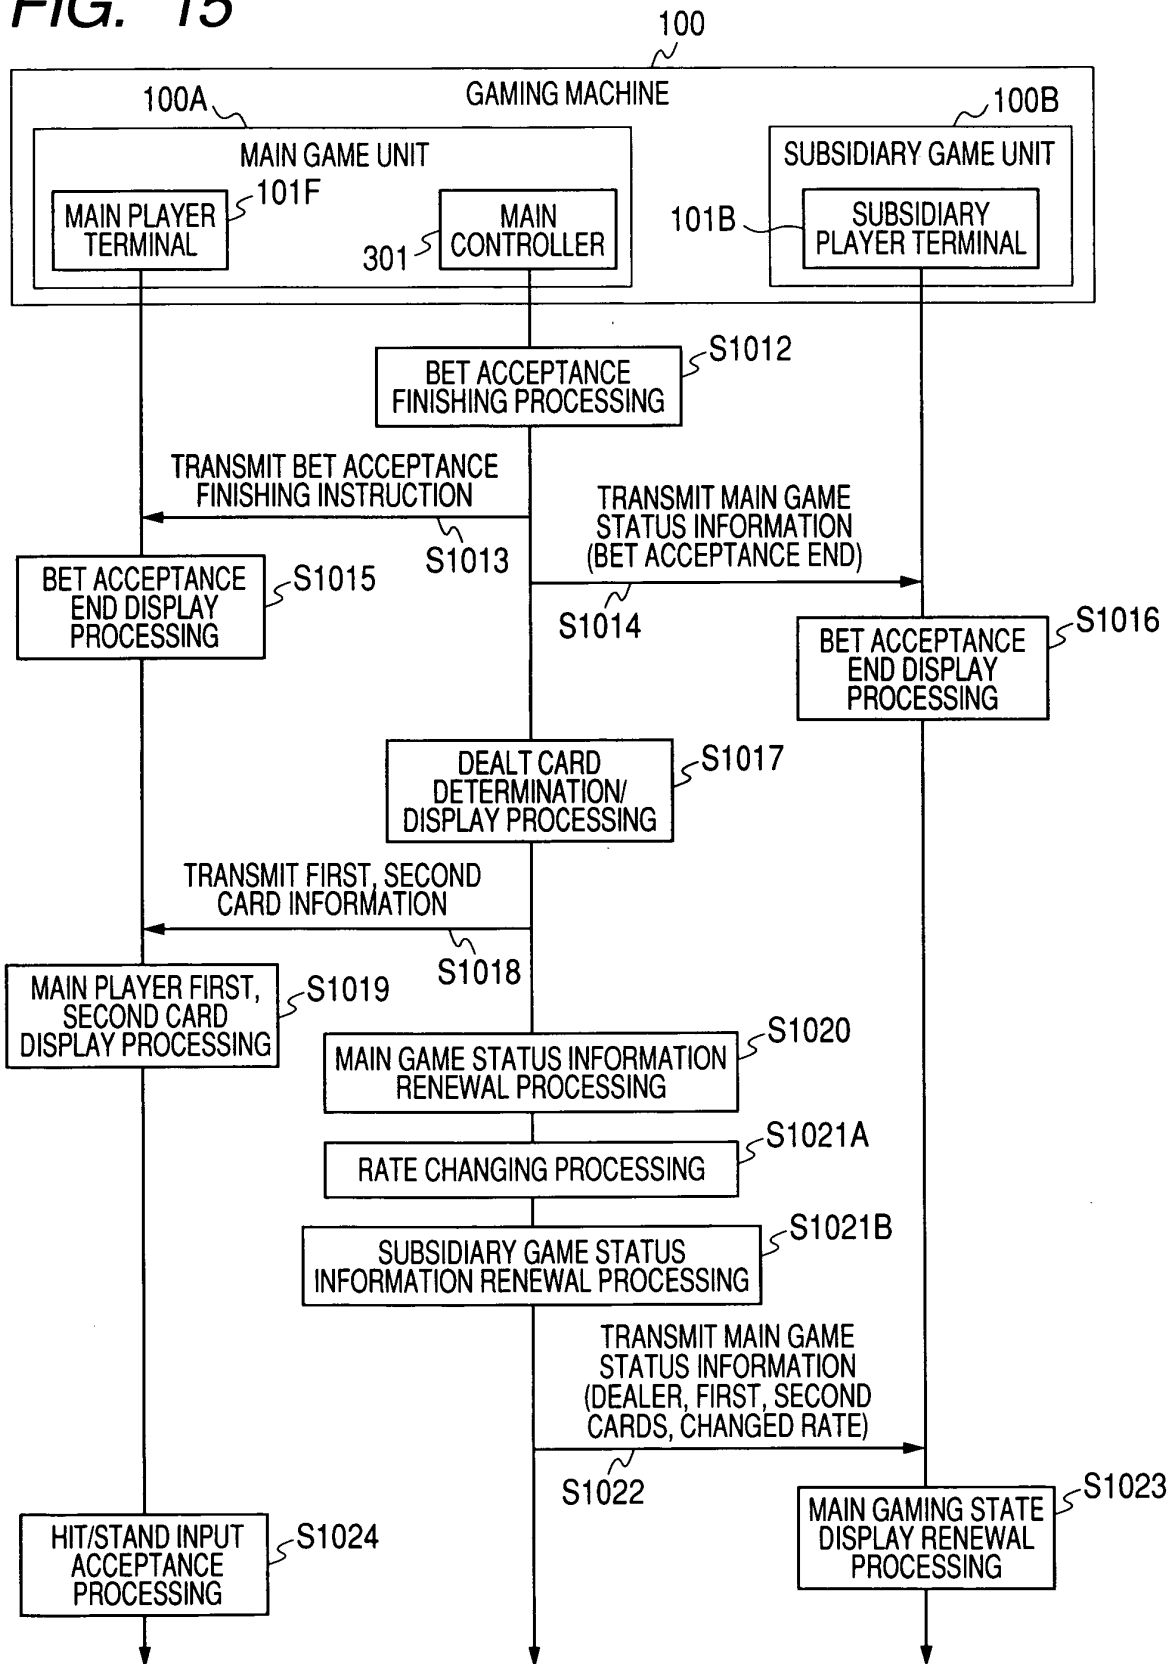 FIG. 15
100
GAMING MACHINE
100A
100B
MAIN GAME UNIT
SUBSIDIARY GAME UNIT
101F
MAIN PLAYER
TERMINAL
MAIN
CONTROLLER
301
101B
SUBSIDIARY
PLAYER TERMINAL
S1012
BET ACCEPTANCE
FINISHING PROCESSING
TRANSMIT BET ACCEPTANCE
FINISHING INSTRUCTION
S1013
TRANSMIT MAIN GAME
STATUS INFORMATION
(BET ACCEPTANCE END)
S1014
BET ACCEPTANCE
END DISPLAY
PROCESSING
S1015
BET ACCEPTANCE
END DISPLAY
PROCESSING
S1016
DEALT CARD
DETERMINATION/
DISPLAY PROCESSING
S1017
TRANSMIT FIRST, SECOND
CARD INFORMATION
S1018
MAIN PLAYER FIRST,
SECOND CARD
DISPLAY PROCESSING
S1019
MAIN GAME STATUS INFORMATION
RENEWAL PROCESSING
S1020
RATE CHANGING PROCESSING
S1021A
SUBSIDIARY GAME STATUS
INFORMATION RENEWAL PROCESSING
S1021B
TRANSMIT MAIN GAME
STATUS INFORMATION
(DEALER, FIRST, SECOND
CARDS, CHANGED RATE)
S1022
MAIN GAMING STATE
DISPLAY RENEWAL
PROCESSING
S1023
HIT/STAND INPUT
ACCEPTANCE
PROCESSING
S1024